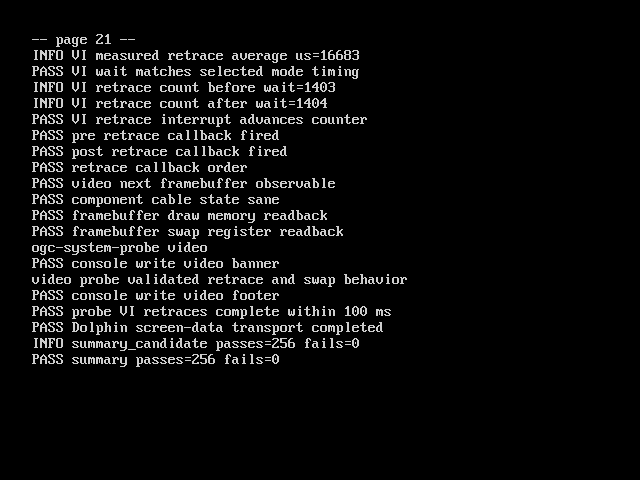 -- page 21 --
INFO VI measured retrace average us=16683
PASS VI wait matches selected mode timing
INFO VI retrace count before wait=1403
INFO VI retrace count after wait=1404
PASS VI retrace interrupt advances counter
PASS pre retrace callback fired
PASS post retrace callback fired
PASS retrace callback order
PASS video next framebuffer observable
PASS component cable state sane
PASS framebuffer draw memory readback
PASS framebuffer swap register readback
ogc-system-probe video
PASS console write video banner
video probe validated retrace and swap behavior
PASS console write video footer
PASS probe VI retraces complete within 100 ms
PASS Dolphin screen-data transport completed
INFO summary_candidate passes=256 fails=0
PASS summary passes=256 fails=0